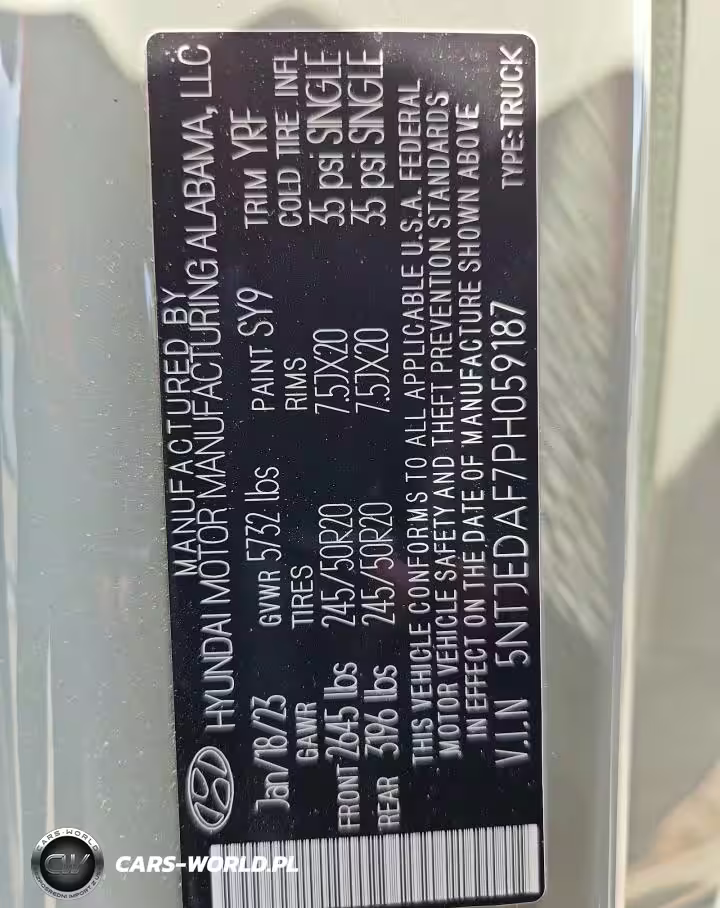 MANUFACTURED BY
HYUNDAI MOTOR MANUFACTURING ALABAMA, LLC
Jan/18/23 GVWR 5732 lbs PAINT SY9 TRIM YRF
GAWR TIRES RIMS COLD TIRE INFL
FRONT 2645 lbs 245/50R20 7.5JX20 35 psi SINGLE
REAR 3196 lbs 245/50R20 7.5JX20 35 psi SINGLE
THIS VEHICLE CONFORMS TO ALL APPLICABLE U.S.A. FEDERAL
MOTOR VEHICLE SAFETY AND THEFT PREVENTION STANDARDS
IN EFFECT ON THE DATE OF MANUFACTURE SHOWN ABOVE
V.I.N 5NTJEDAF7PH059187 TYPE:TRUCK
CARS-WORLD
CW
CARS-WORLD.PL